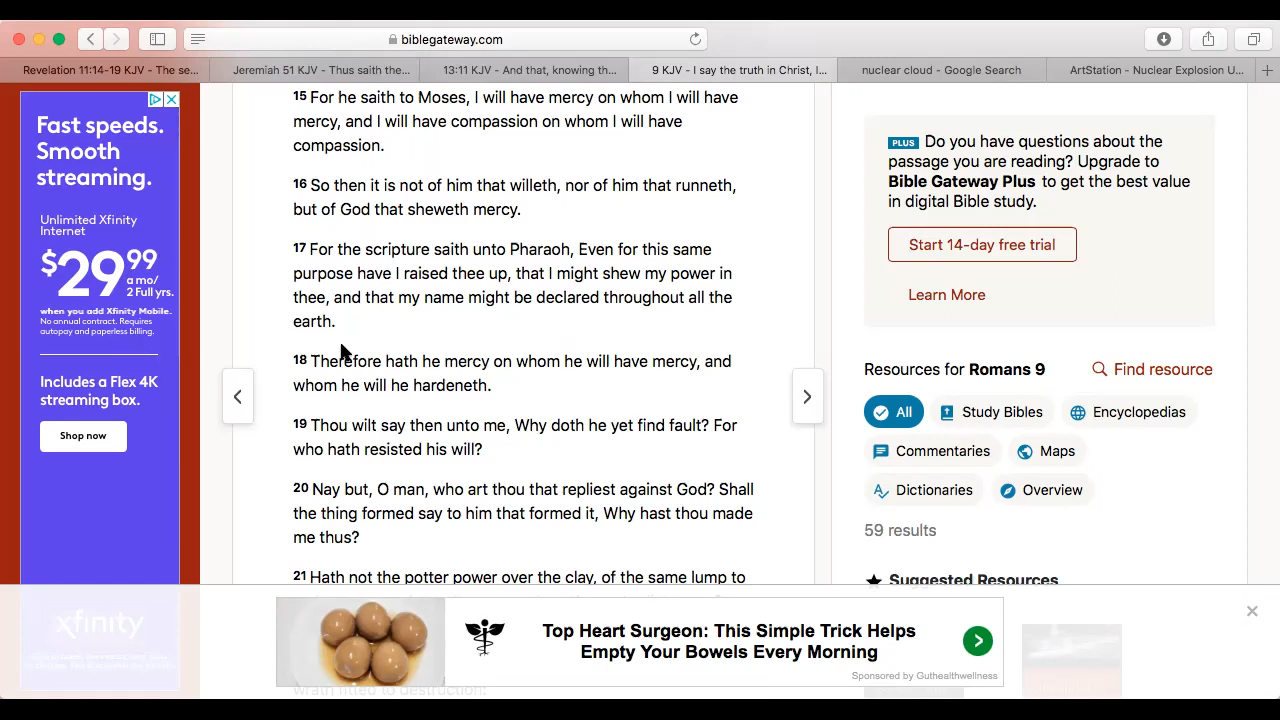 biblegateway.com
Revelation 11:14-19 KJV - The se...
Jeremiah 51 KJV - Thus saith the...
13:11 KJV - And that, knowing th...
9 KJV - I say the truth in Christ, I...
nuclear cloud - Google Search
ArtStation - Nuclear Explosion U...
Fast speeds.
Smooth
streaming.
Unlimited Xfinity
Internet
$29.99
a mo/
2 Full yrs.
when you add Xfinity Mobile.
No annual contract. Requires
autopay and paperless billing.
Includes a Flex 4K
streaming box.
Shop now
xfinity
15 For he saith to Moses, I will have mercy on whom I will have
mercy, and I will have compassion on whom I will have
compassion.
16 So then it is not of him that willeth, nor of him that runneth,
but of God that sheweth mercy.
17 For the scripture saith unto Pharaoh, Even for this same
purpose have I raised thee up, that I might shew my power in
thee, and that my name might be declared throughout all the
earth.
18 Therefore hath he mercy on whom he will have mercy, and
whom he will he hardeneth.
19 Thou wilt say then unto me, Why doth he yet find fault? For
who hath resisted his will?
20 Nay but, O man, who art thou that repliest against God? Shall
the thing formed say to him that formed it, Why hast thou made
me thus?
21 Hath not the potter power over the clay, of the same lump to
wrath fitted to destruction:
PLUS Do you have questions about the
passage you are reading? Upgrade to
Bible Gateway Plus to get the best value
in digital Bible study.
Start 14-day free trial
Learn More
Resources for Romans 9
Find resource
All
Study Bibles
Encyclopedias
Commentaries
Maps
Dictionaries
Overview
59 results
Suggested Resources
Top Heart Surgeon: This Simple Trick Helps
Empty Your Bowels Every Morning
Sponsored by Guthealthwellness